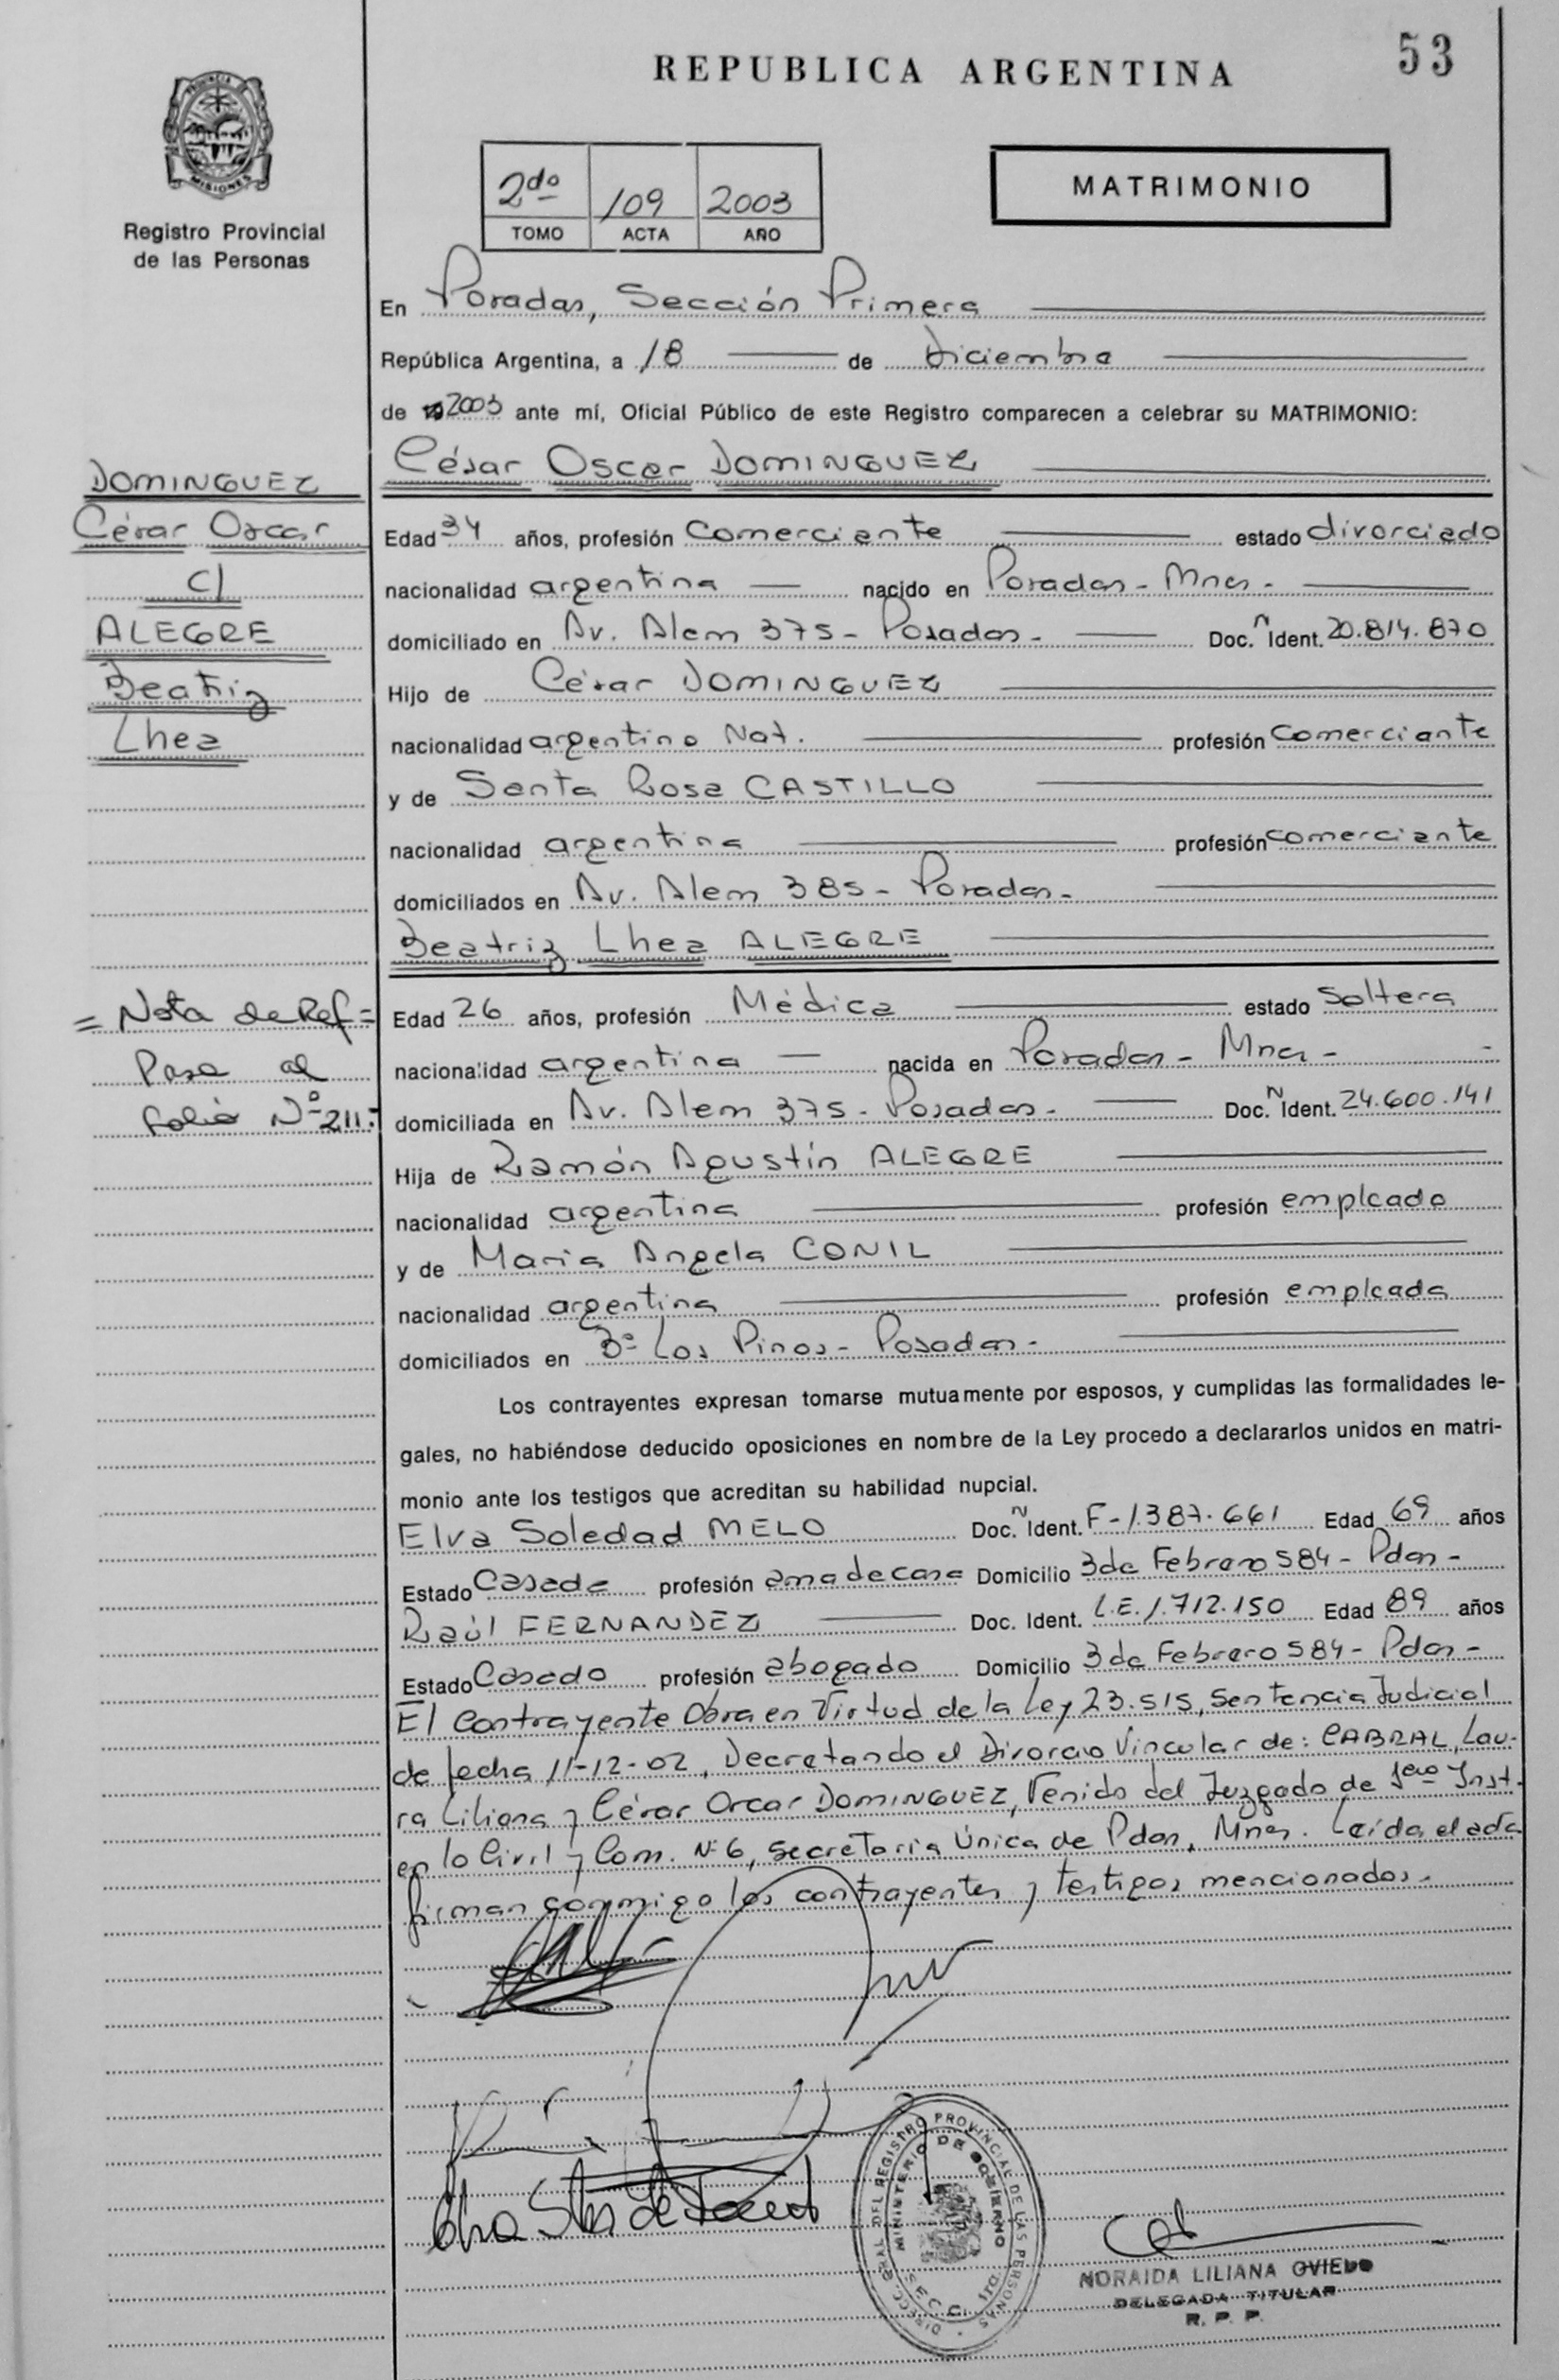 53
REPUBLICA ARGENTINA
PROVINCIA
MISIONES
Registro Provincial
de las Personas
2do 109 2003
TOMO ACTA AÑO
MATRIMONIO
En Posadas, Sección Primera
República Argentina, a 18 de diciembre
de 2003 ante mí, Oficial Público de este Registro comparecen a celebrar su MATRIMONIO:
César Oscar DOMINGUEZ
DOMINGUEZ
César Oscar
c/
ALEGRE
Beatriz
Lhez
Edad 34 años, profesión comerciante estado divorciado
nacionalidad argentina nacido en Posadas - Mnes -
domiciliado en Av. Alem 375 - Posadas - Doc. N Ident. 20.814.870
Hijo de César DOMINGUEZ
nacionalidad argentino Nat. profesión comerciante
y de Santa Rosa CASTILLO
nacionalidad argentina profesión comerciante
domiciliados en Av. Alem 385 - Posadas -
Beatriz Lhez ALEGRE
= Nota de Ref =
Pasa al
folio Nº 211 -
Edad 26 años, profesión Médica estado Soltera
nacionalidad argentina nacida en Posadas - Mnes -
domiciliada en Av. Alem 375 - Posadas - Doc. N Ident. 24.600.141
Hija de Ramón Agustín ALEGRE
nacionalidad argentina profesión empleado
y de María Angela CONIL
nacionalidad argentina profesión empleada
domiciliados en Bº Los Pinos - Posadas -
Los contrayentes expresan tomarse mutuamente por esposos, y cumplidas las formalidades le-
gales, no habiéndose deducido oposiciones en nombre de la Ley procedo a declararlos unidos en matri-
monio ante los testigos que acreditan su habilidad nupcial.
Elva Soledad MELO Doc. N Ident. F-1.387.661 Edad 69 años
Estado Casada profesión ama de casa Domicilio 3 de Febrero 584 - Pdas -
Raúl FERNANDEZ Doc. Ident. L.E. 1.712.150 Edad 89 años
Estado Casado profesión abogado Domicilio 3 de Febrero 584 - Pdas -
El contrayente Obra en Virtud de la Ley 23.515, Sentencia Judicial
de fecha 11-12-02, Decretando el Divorcio Vincular de: CABRAL, Lau-
ra Liliana y César Oscar DOMINGUEZ, Venido del Juzgado de 1era Inst.
en lo Civil y Com. Nº 6, Secretaria Única de Pdas, Mnes. Leída el acta
firman conmigo los contrayentes y testigos mencionados.
DIRECC. GRAL DEL REGISTRO PROVINCIAL DE LAS PERSONAS
MINISTERIO DE GOBIERNO
NORAIDA LILIANA OVIEDO
DELEGADA TITULAR
R. P. P.